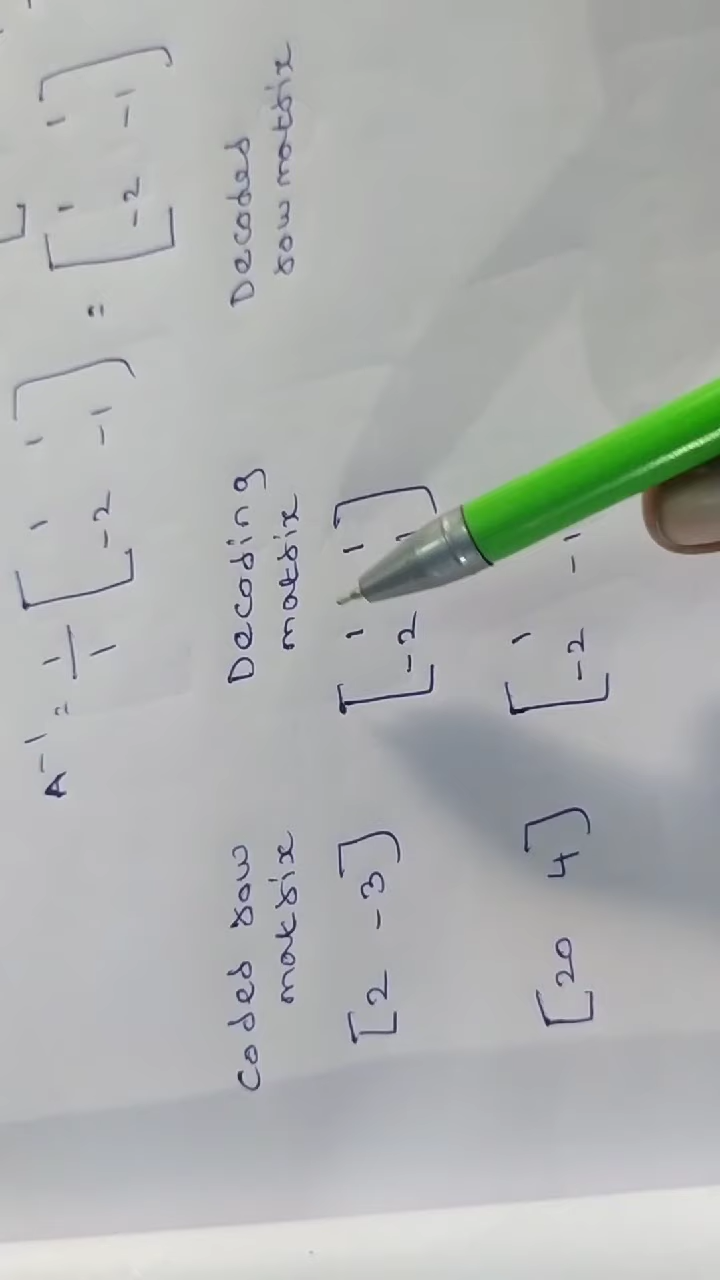 A⁻¹ = 1/1 [1 1 -2 -1] = [1 1 -2 -1]
Coded row matrix Decoding matrix Decoded row matrix
[2 -3] [1 1 -2 ]
[20 4] [1 -2 -1